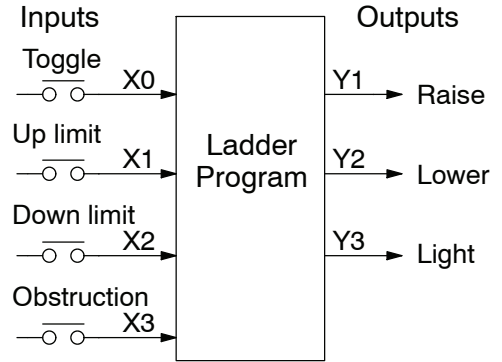 Inputs
Outputs
Toggle
X0
Y1
Raise
Up limit
X1
Ladder
Program
Y2
Lower
Down limit
X2
Y3
Light
Obstruction
X3